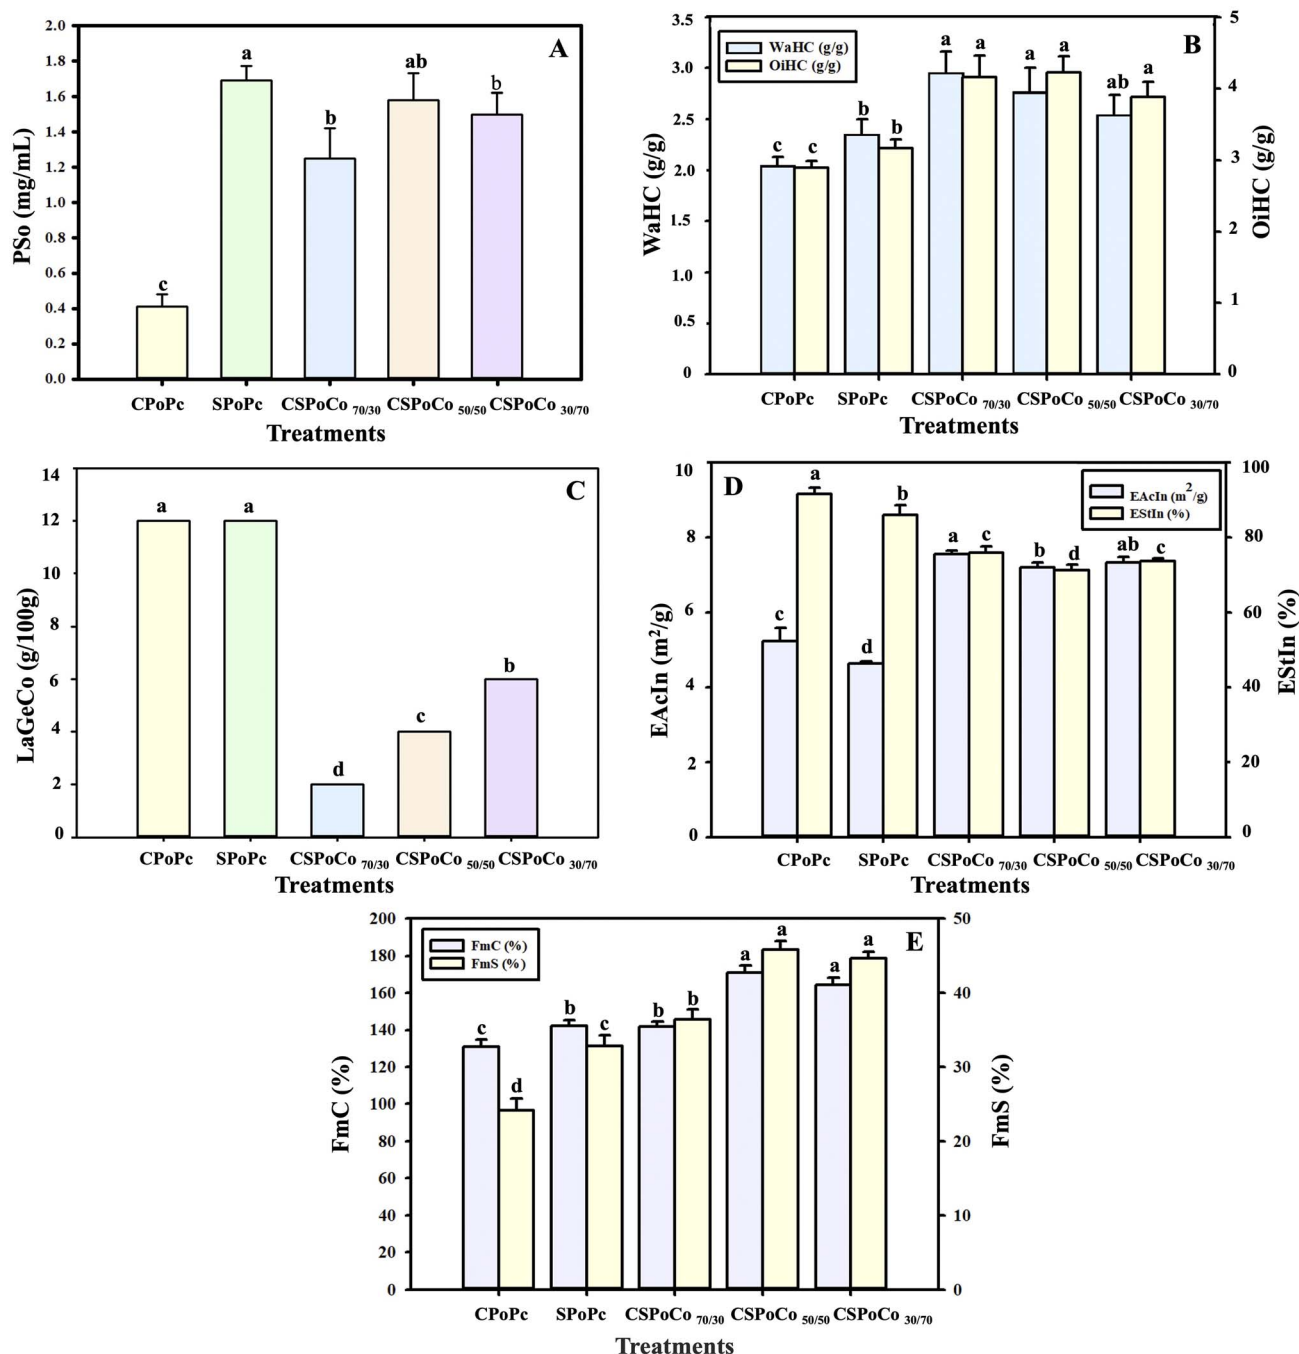 A
PSo (mg/mL)
2.0
1.8
1.6
1.4
1.2
1.0
0.8
0.6
0.4
0.2
0.0
c
a
b
ab
b
CPoPc SPoPc CSPoCo 70/30 CSPoCo 50/50 CSPoCo 30/70
Treatments
B
WaHC (g/g)
OiHC (g/g)
WaHC (g/g)
3.5
3.0
2.5
2.0
1.5
1.0
0.5
0
c c b b a a a a ab a
5
4
3
2
1
0
OiHC (g/g)
CPoPc SPoPc CSPoCo 70/30 CSPoCo 50/50 CSPoCo 30/70
Treatments
C
LaGeCo (g/100g)
14
12
10
8
6
4
2
0
a
a
d
c
b
CPoPc SPoPc CSPoCo 70/30 CSPoCo 50/50 CSPoCo 30/70
Treatments
D
EAcIn (m2/g)
EStIn (%)
EAcIn (m2/g)
10
8
6
4
2
0
c a d b a c b d ab c
100
80
60
40
20
0
EStIn (%)
CPoPc SPoPc CSPoCo 70/30 CSPoCo 50/50 CSPoCo 30/70
Treatments
E
FmC (%)
FmS (%)
FmC (%)
200
180
160
140
120
100
80
60
40
20
0
c d b c b b a a a a
50
40
30
20
10
0
FmS (%)
CPoPc SPoPc CSPoCo 70/30 CSPoCo 50/50 CSPoCo 30/70
Treatments